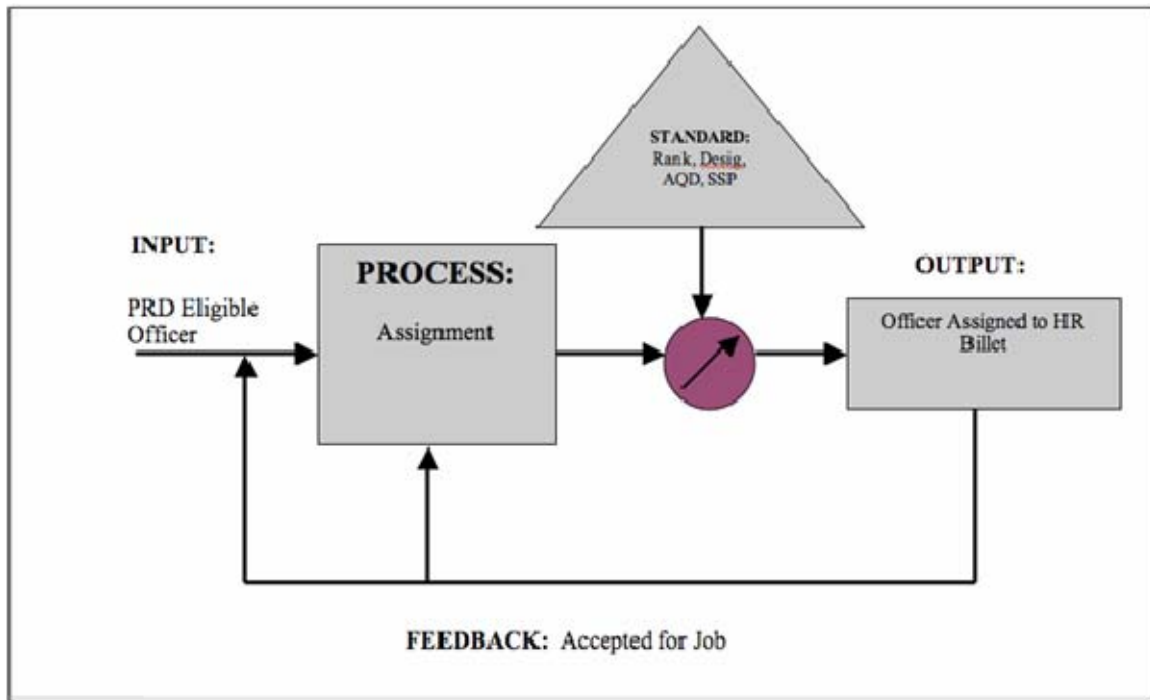 STANDARD:
Rank, Desig,
AQD, SSP
INPUT:
PRD Eligible
Officer
PROCESS:
Assignment
OUTPUT:
Officer Assigned to HR
Billet
FEEDBACK: Accepted for Job